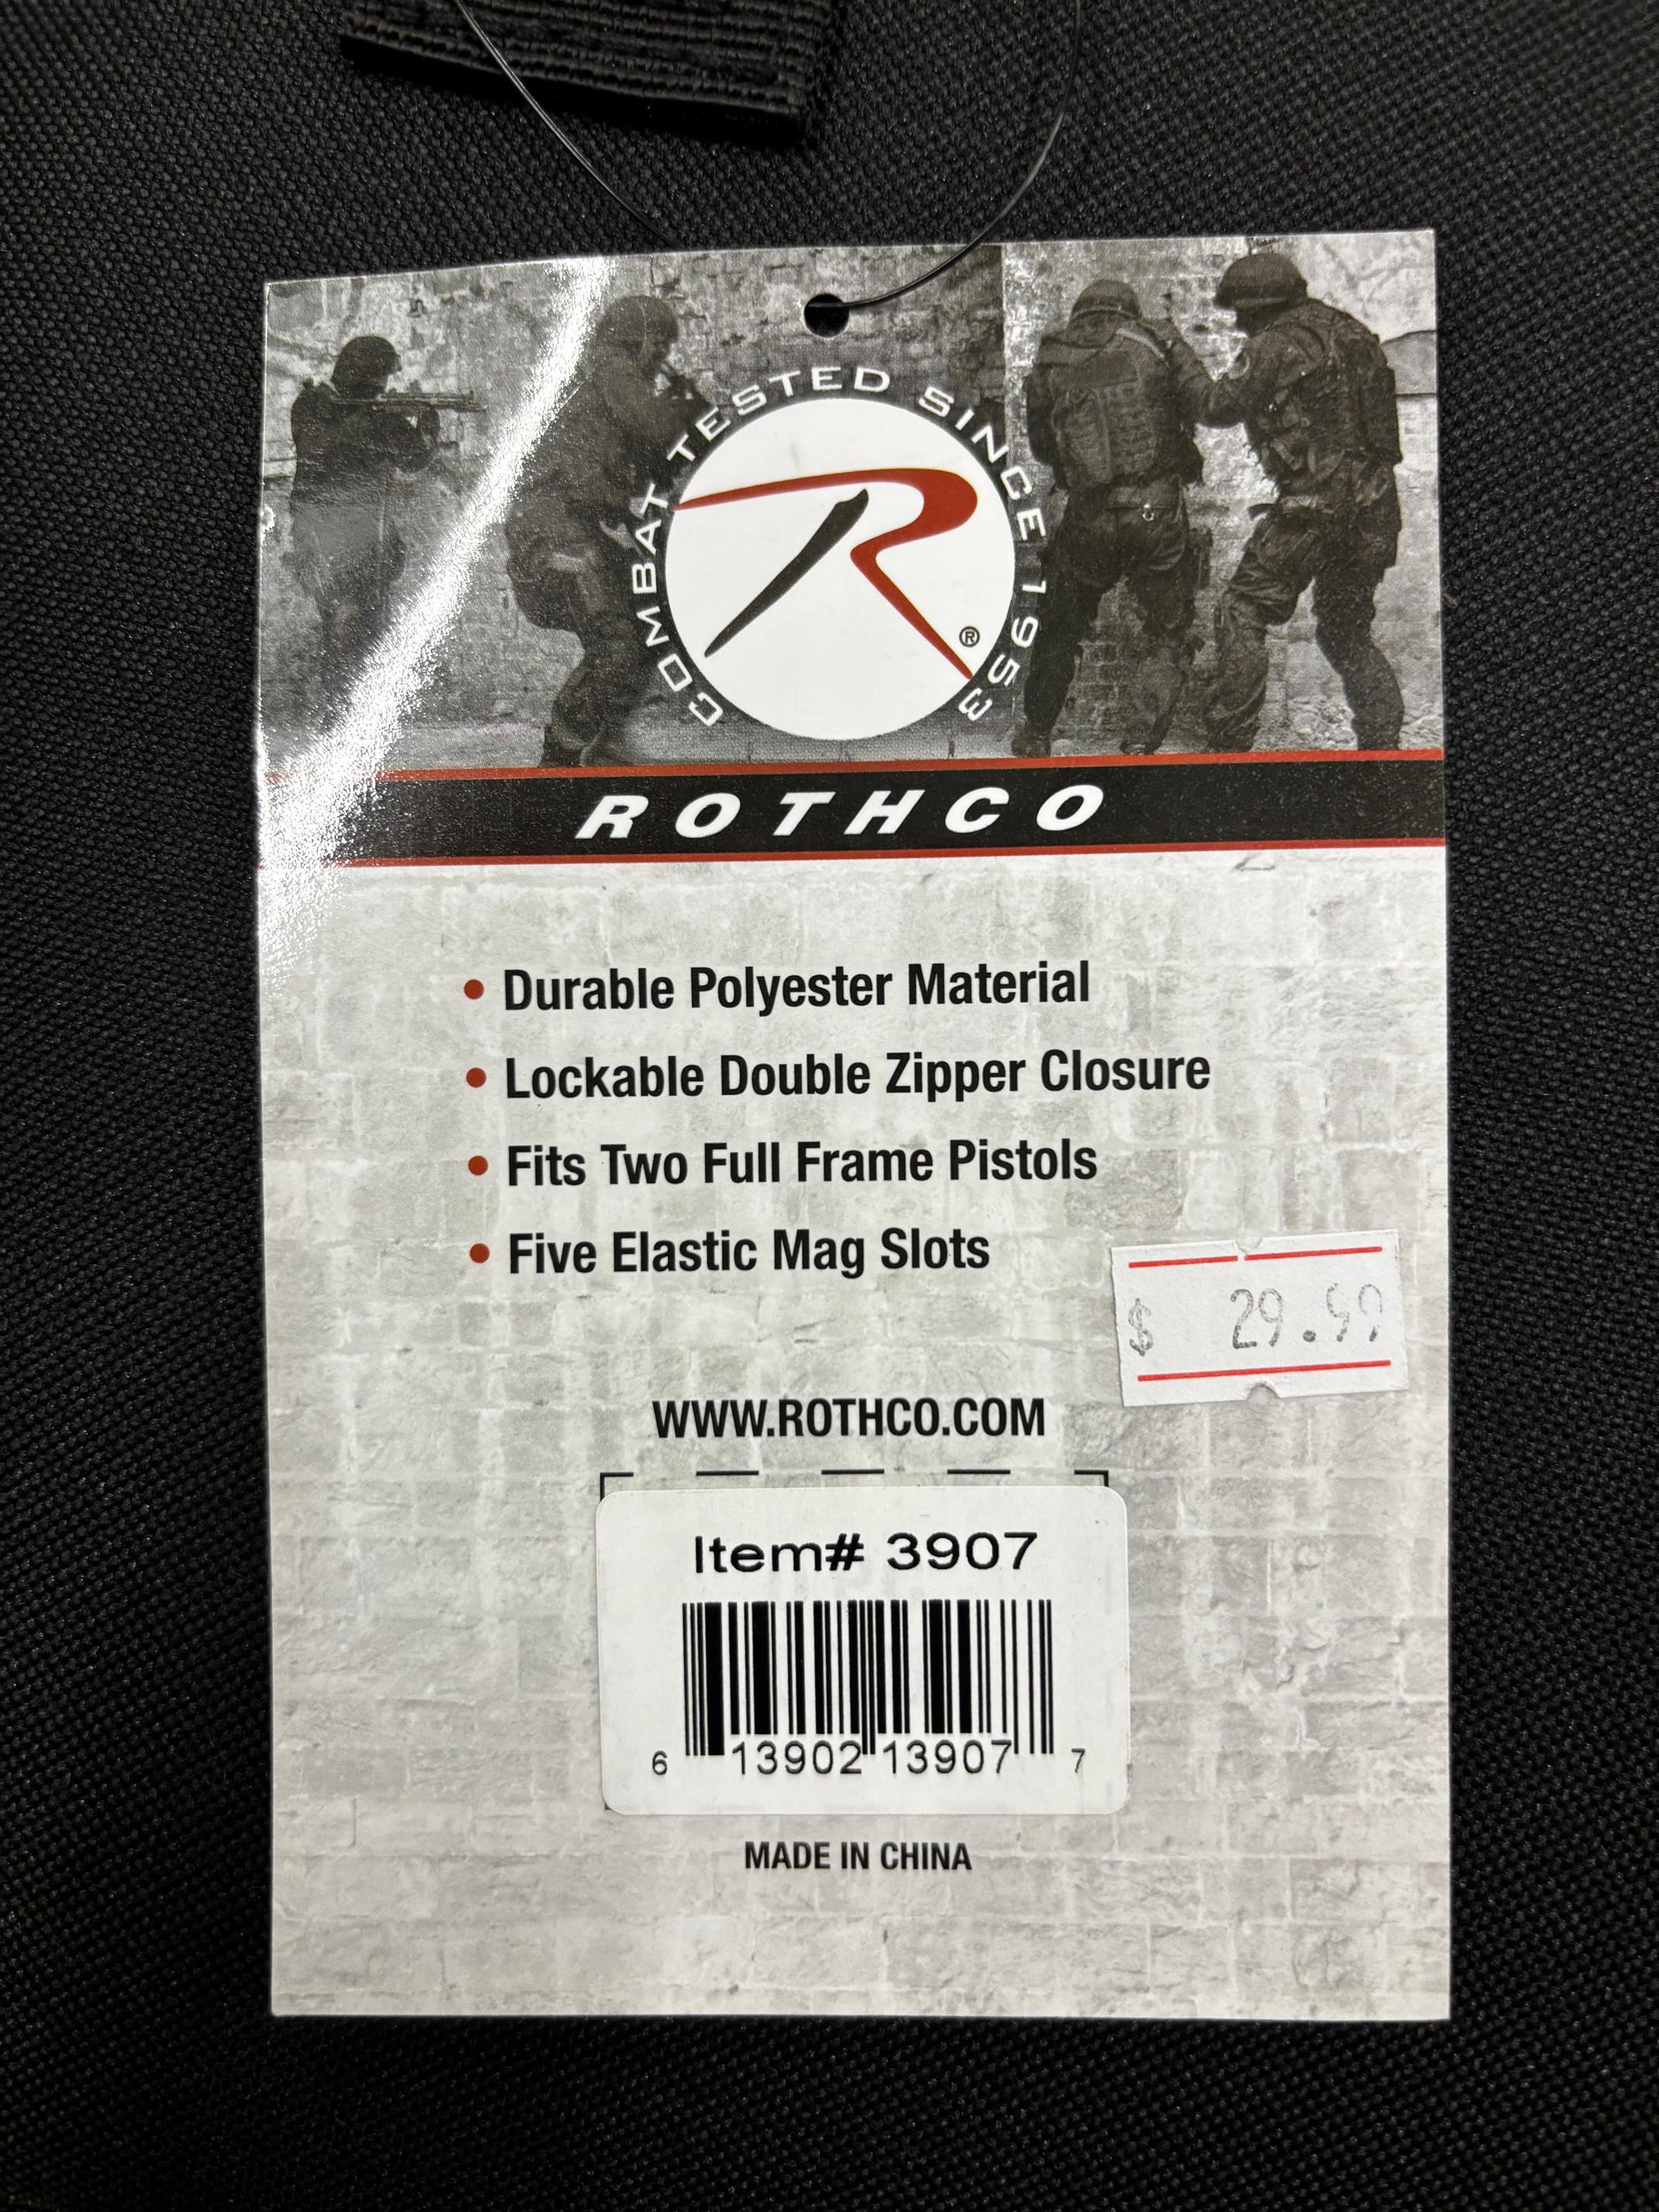 COMBAT TESTED SINCE 1953
R
®
ROTHCO
• Durable Polyester Material
• Lockable Double Zipper Closure
• Fits Two Full Frame Pistols
• Five Elastic Mag Slots
$ 29.99
WWW.ROTHCO.COM
Item# 3907
6 13902 13907 7
MADE IN CHINA